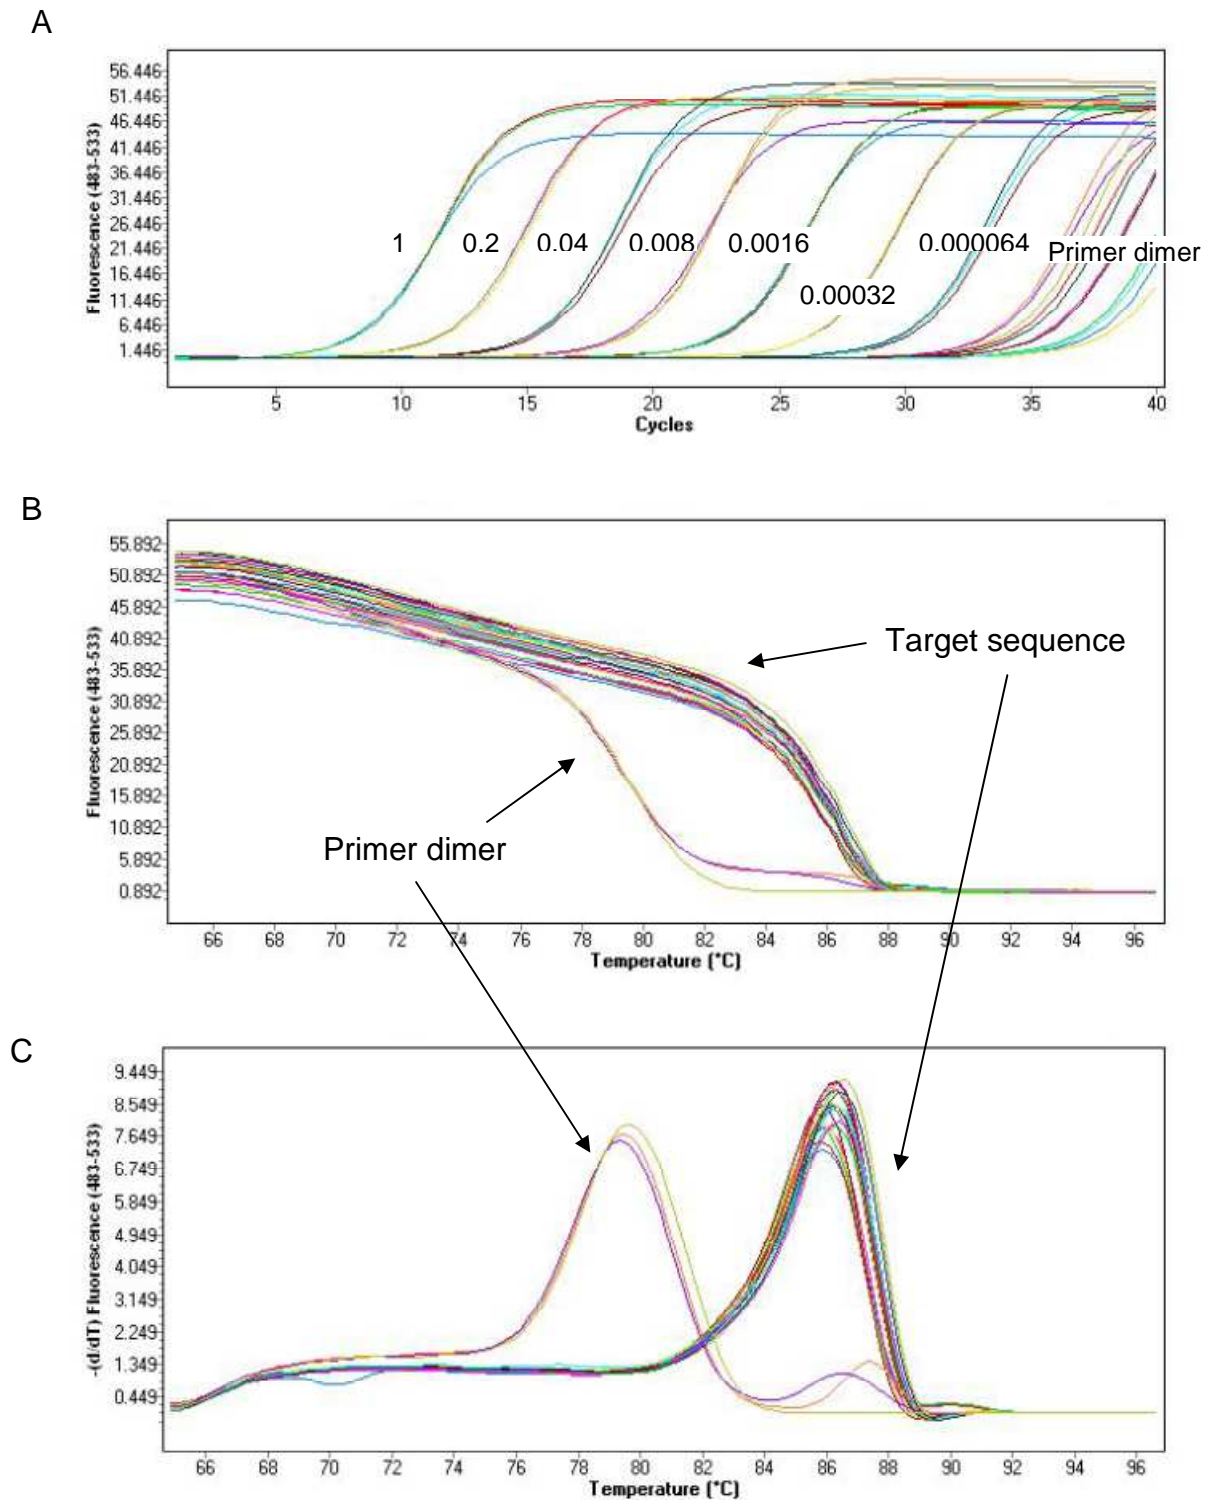 A
56.446
51.446
46.446
41.446
36.446
31.446
26.446
21.446
16.446
11.446
6.446
1.446
Fluorescence (483-533)
1
0.2
0.04
0.008
0.0016
0.00032
0.000064
Primer dimer
5 10 15 20 25 30 35 40
Cycles
B
55.892
50.892
45.892
40.892
35.892
30.892
25.892
20.892
15.892
10.892
5.892
0.892
Fluorescence (483-533)
Target sequence
Primer dimer
66 68 70 72 74 76 78 80 82 84 86 88 90 92 94 96
Temperature (°C)
C
9.449
8.549
7.649
6.749
5.849
4.949
4.049
3.149
2.249
1.349
0.449
-(d/dT) Fluorescence (483-533)
66 68 70 72 74 76 78 80 82 84 86 88 90 92 94 96
Temperature (°C)